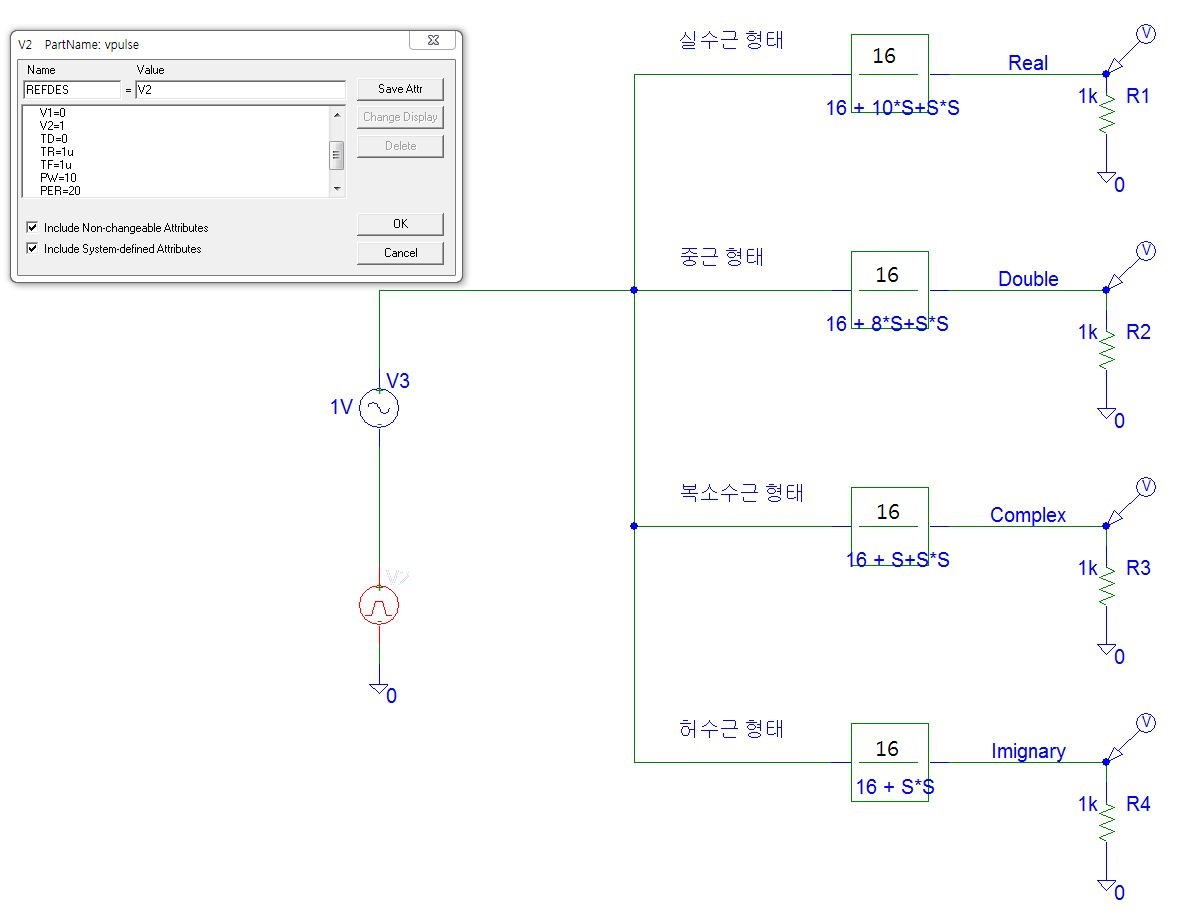 V2 PartName: vpulse
Name Value
REFDES = V2
Save Attr
V1=0
V2=1
TD=0
TR=1u
TF=1u
PW=10
PER=20
Change Display
Delete
Include Non-changeable Attributes
Include System-defined Attributes
OK
Cancel
실수근 형태
16
16 + 10*S+S*S
Real
V
1k
R1
0
중근 형태
16
16 + 8*S+S*S
Double
V
1k
R2
0
V3
1V
복소수근 형태
16
16 + S+S*S
Complex
V
1k
R3
0
V2
0
허수근 형태
16
16 + S*S
Imignary
V
1k
R4
0